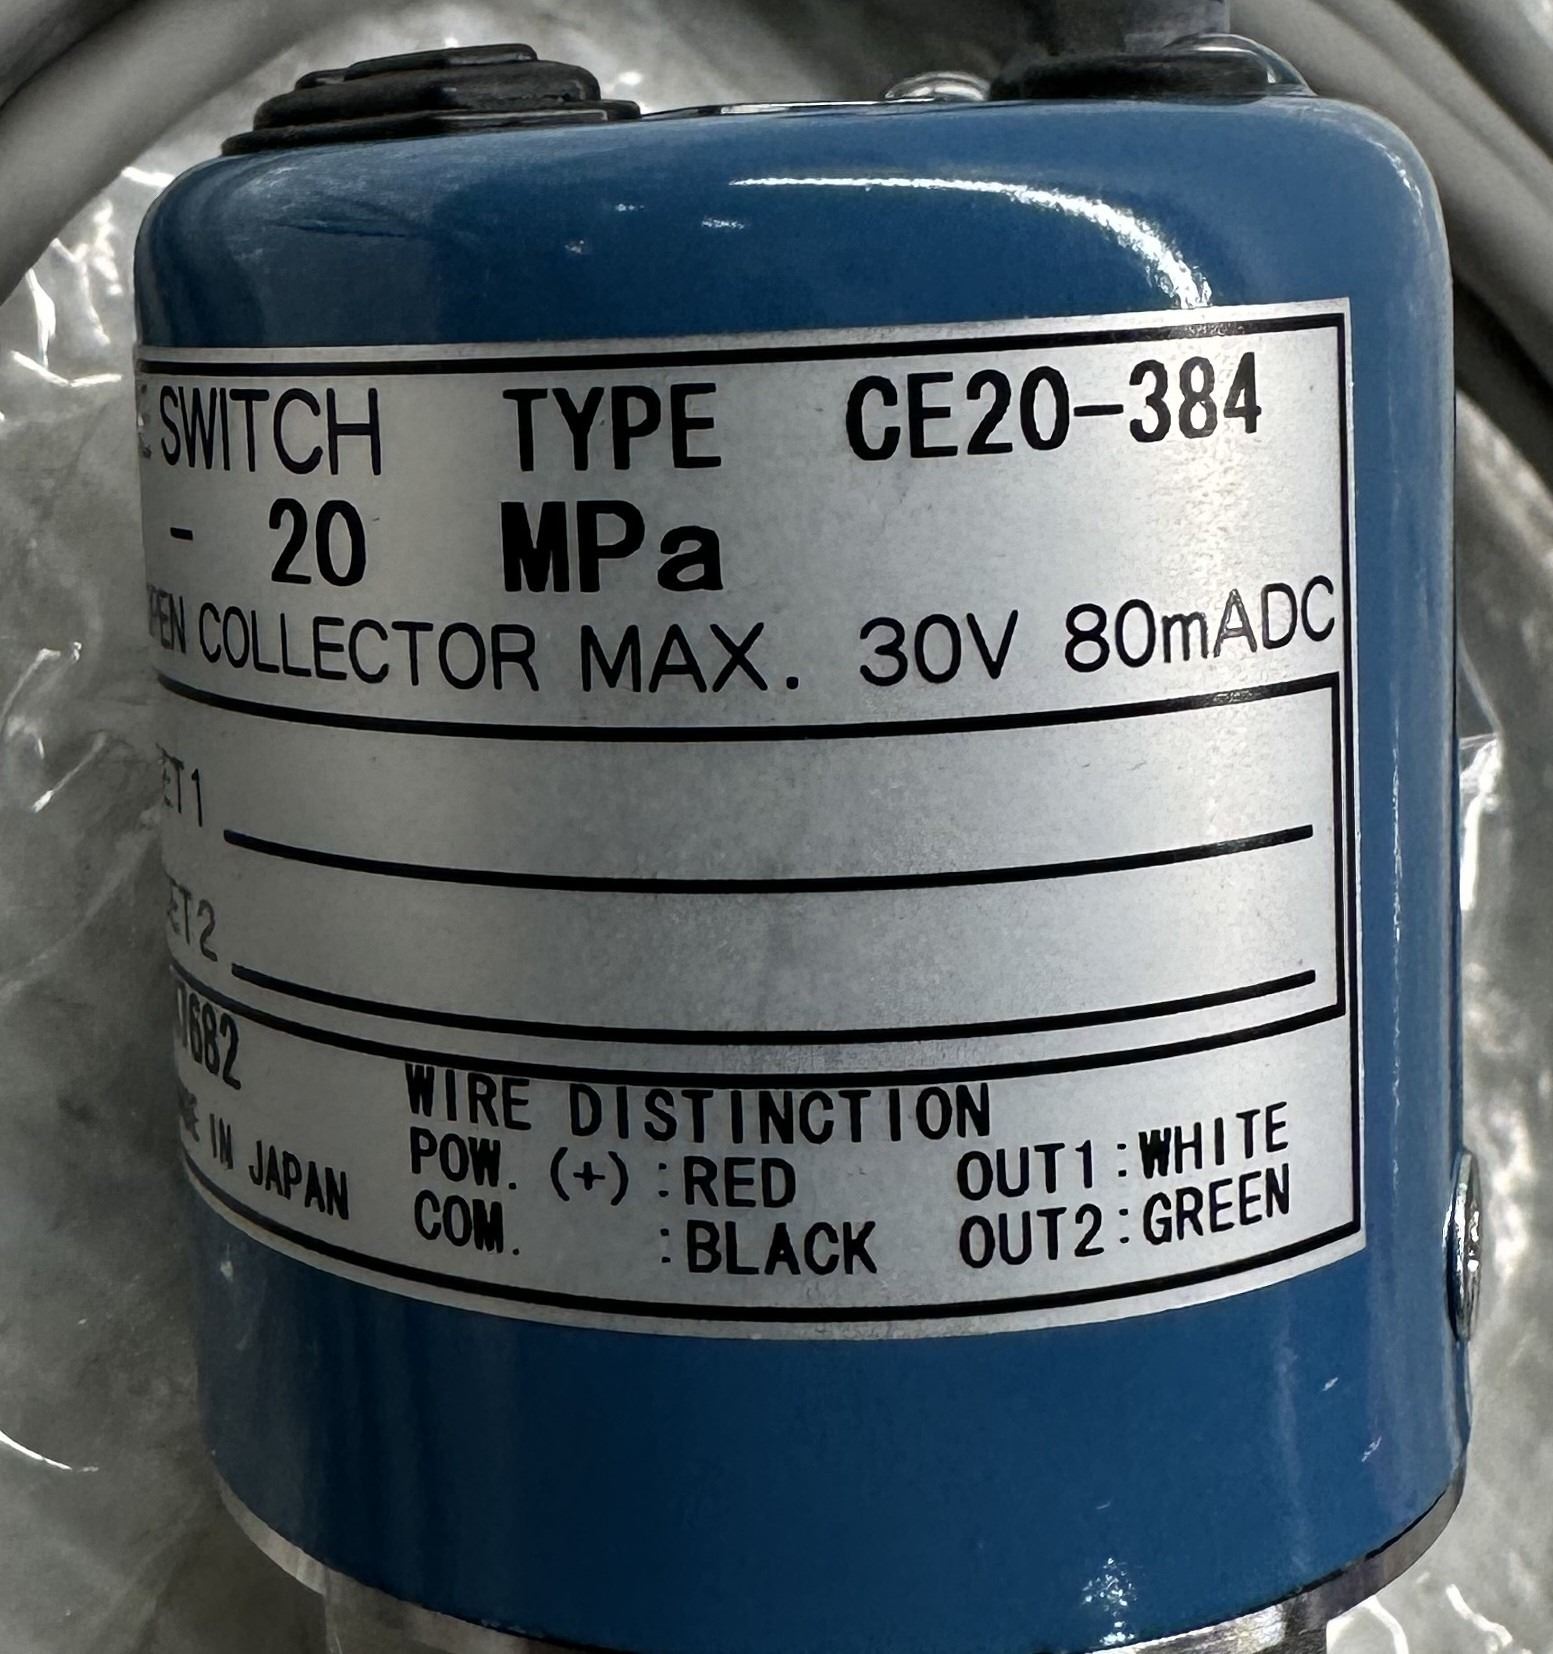 SWITCH TYPE CE20-384
- 20 MPa
COLLECTOR MAX. 30V 80mADC
ET1
ET2
7682
WIRE DISTINCTION
IN JAPAN
POW. (+) :RED OUT1:WHITE
COM. :BLACK OUT2:GREEN